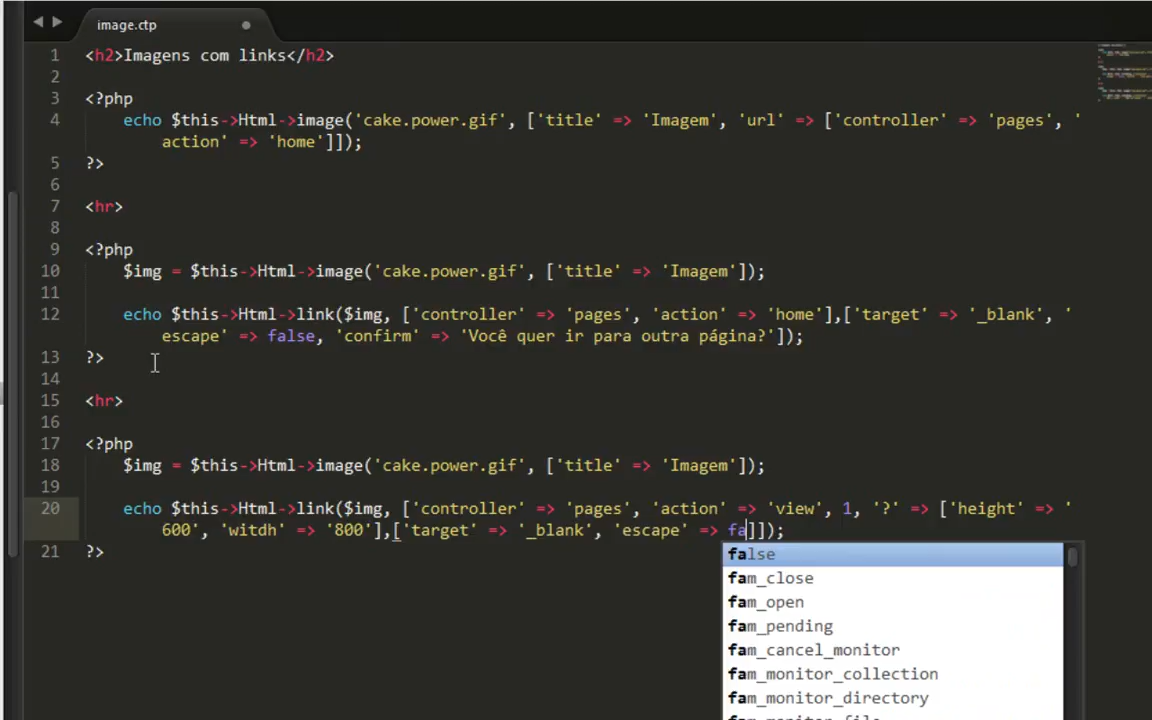 image.ctp
1 <h2>Imagens com links</h2>
2
3 <?php
4 echo $this->Html->image('cake.power.gif', ['title' => 'Imagem', 'url' => ['controller' => 'pages', '
action' => 'home']]);
5 ?>
6
7 <hr>
8
9 <?php
10 $img = $this->Html->image('cake.power.gif', ['title' => 'Imagem']);
11
12 echo $this->Html->link($img, ['controller' => 'pages', 'action' => 'home'],['target' => '_blank', '
escape' => false, 'confirm' => 'Você quer ir para outra página?']);
13 ?>
14
15 <hr>
16
17 <?php
18 $img = $this->Html->image('cake.power.gif', ['title' => 'Imagem']);
19
20 echo $this->Html->link($img, ['controller' => 'pages', 'action' => 'view', 1, '?' => ['height' => '
600', 'witdh' => '800'],['target' => '_blank', 'escape' => fa]]);
21 ?>
false
fam_close
fam_open
fam_pending
fam_cancel_monitor
fam_monitor_collection
fam_monitor_directory
fam_monitor_file